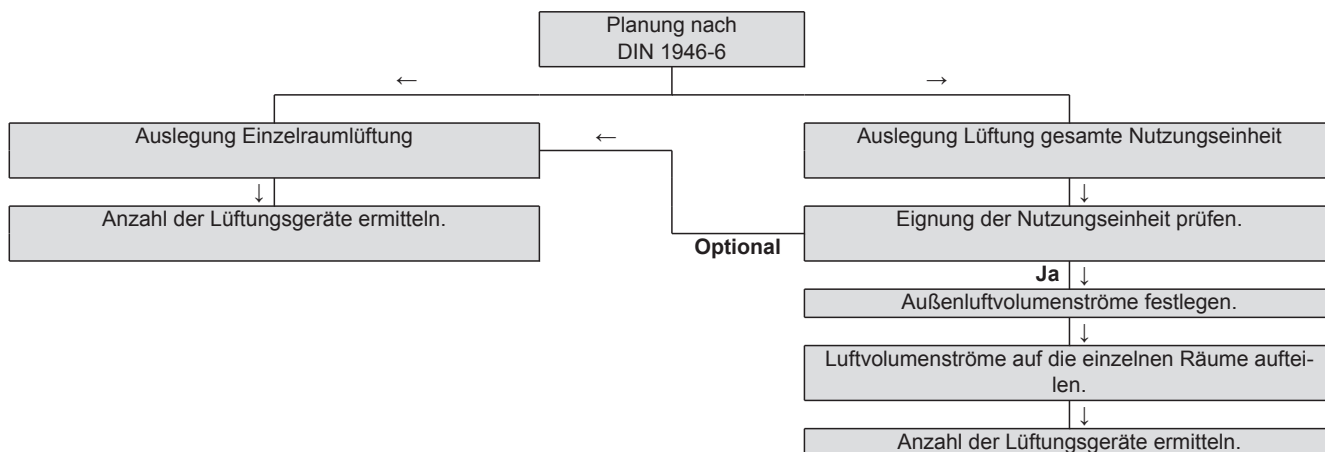 Planung nach
DIN 1946-6
←
→
Auslegung Einzelraumlüftung
←
Auslegung Lüftung gesamte Nutzungseinheit
↓
↓
Anzahl der Lüftungsgeräte ermitteln.
Eignung der Nutzungseinheit prüfen.
Optional
Ja ↓
Außenluftvolumenströme festlegen.
↓
Luftvolumenströme auf die einzelnen Räume auftei-
len.
↓
Anzahl der Lüftungsgeräte ermitteln.